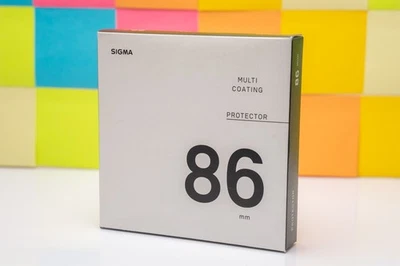 SIGMA
MULTI
COATING
PROTECTOR
86
mm
86